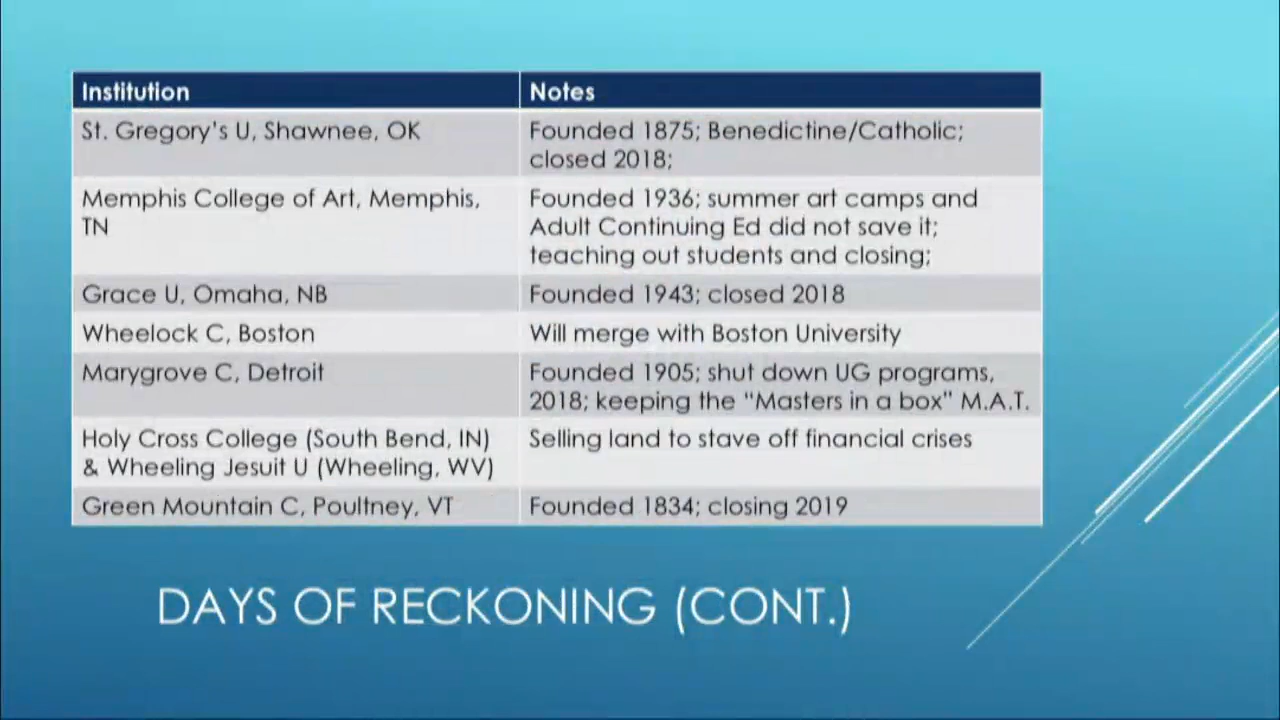 Institution
Notes
St. Gregory's U, Shawnee, OK
Founded 1875; Benedictine/Catholic;
closed 2018;
Memphis College of Art, Memphis,
TN
Founded 1936; summer art camps and
Adult Continuing Ed did not save it;
teaching out students and closing;
Grace U, Omaha, NB
Founded 1943; closed 2018
Wheelock C, Boston
Will merge with Boston University
Marygrove C, Detroit
Founded 1905; shut down UG programs,
2018; keeping the “Masters in a box” M.A.T.
Holy Cross College (South Bend, IN)
& Wheeling Jesuit U (Wheeling, WV)
Selling land to stave off financial crises
Green Mountain C, Poultney, VT
Founded 1834; closing 2019
DAYS OF RECKONING (CONT.)